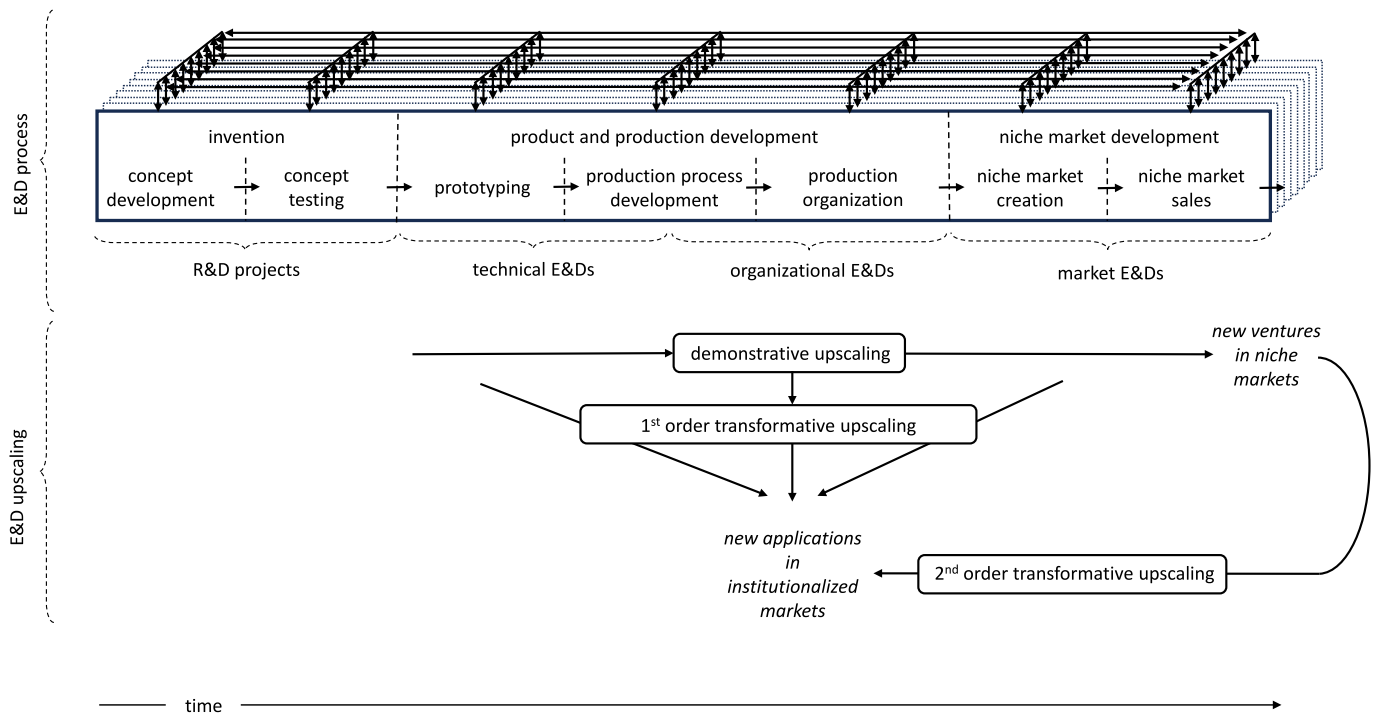 E&D process
invention
product and production development
niche market development
concept
development
concept
testing
prototyping
production process
development
production
organization
niche market
creation
niche market
sales
R&D projects
technical E&Ds
organizational E&Ds
market E&Ds
E&D upscaling
demonstrative upscaling
new ventures
in niche
markets
1st order transformative upscaling
new applications
in
institutionalized
markets
2nd order transformative upscaling
time